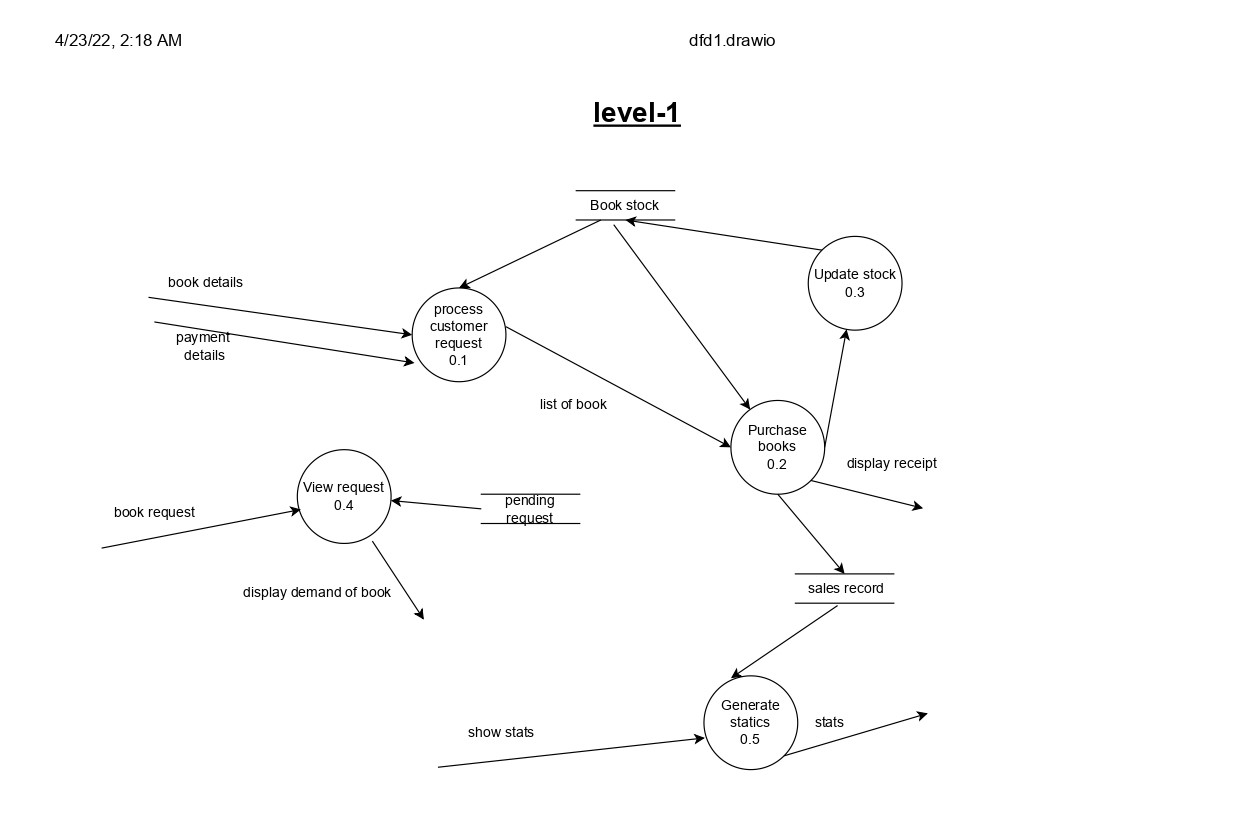 4/23/22, 2:18 AM
dfd1.drawio
level-1
Book stock
Update stock
0.3
book details
payment
details
process
customer
request
0.1
list of book
Purchase
books
0.2
display receipt
View request
0.4
pending
request
book request
display demand of book
sales record
Generate
statics
0.5
show stats
stats